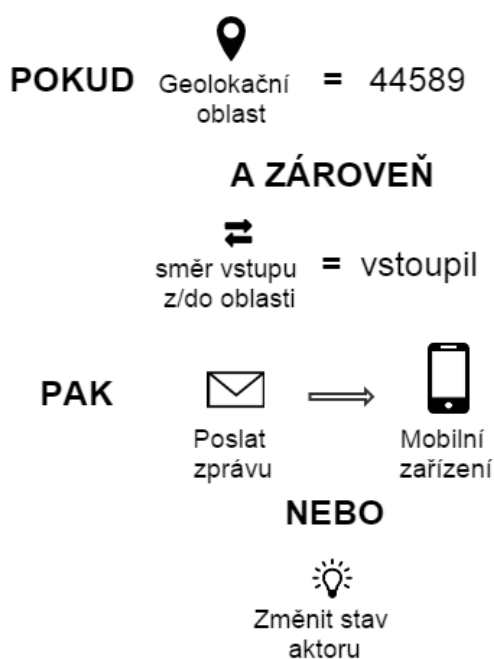 POKUD Geolokační oblast = 44589
A ZÁROVEŇ
směr vstupu z/do oblasti = vstoupil
PAK
Poslat zprávu
Mobilní zařízení
NEBO
Změnit stav aktoru